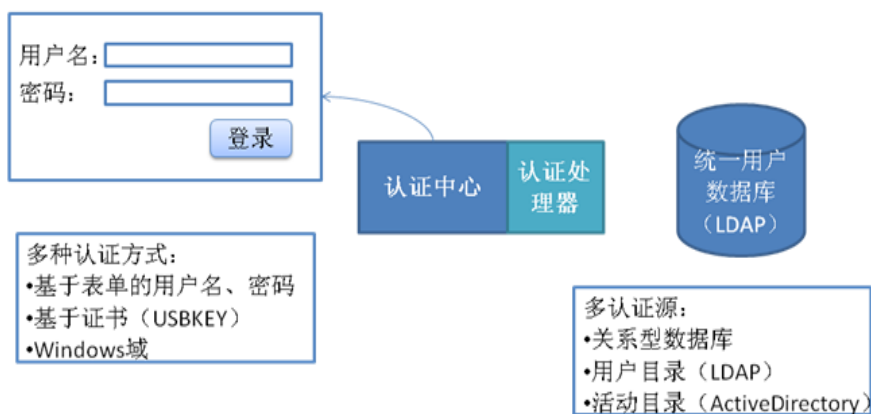 用户名：
密码：
登录
认证中心
认证处
理器
统一用户
数据库
（LDAP）
多种认证方式：
•基于表单的用户名、密码
•基于证书（USBKEY）
•Windows域
多认证源：
•关系型数据库
•用户目录（LDAP）
•活动目录（ActiveDirectory）